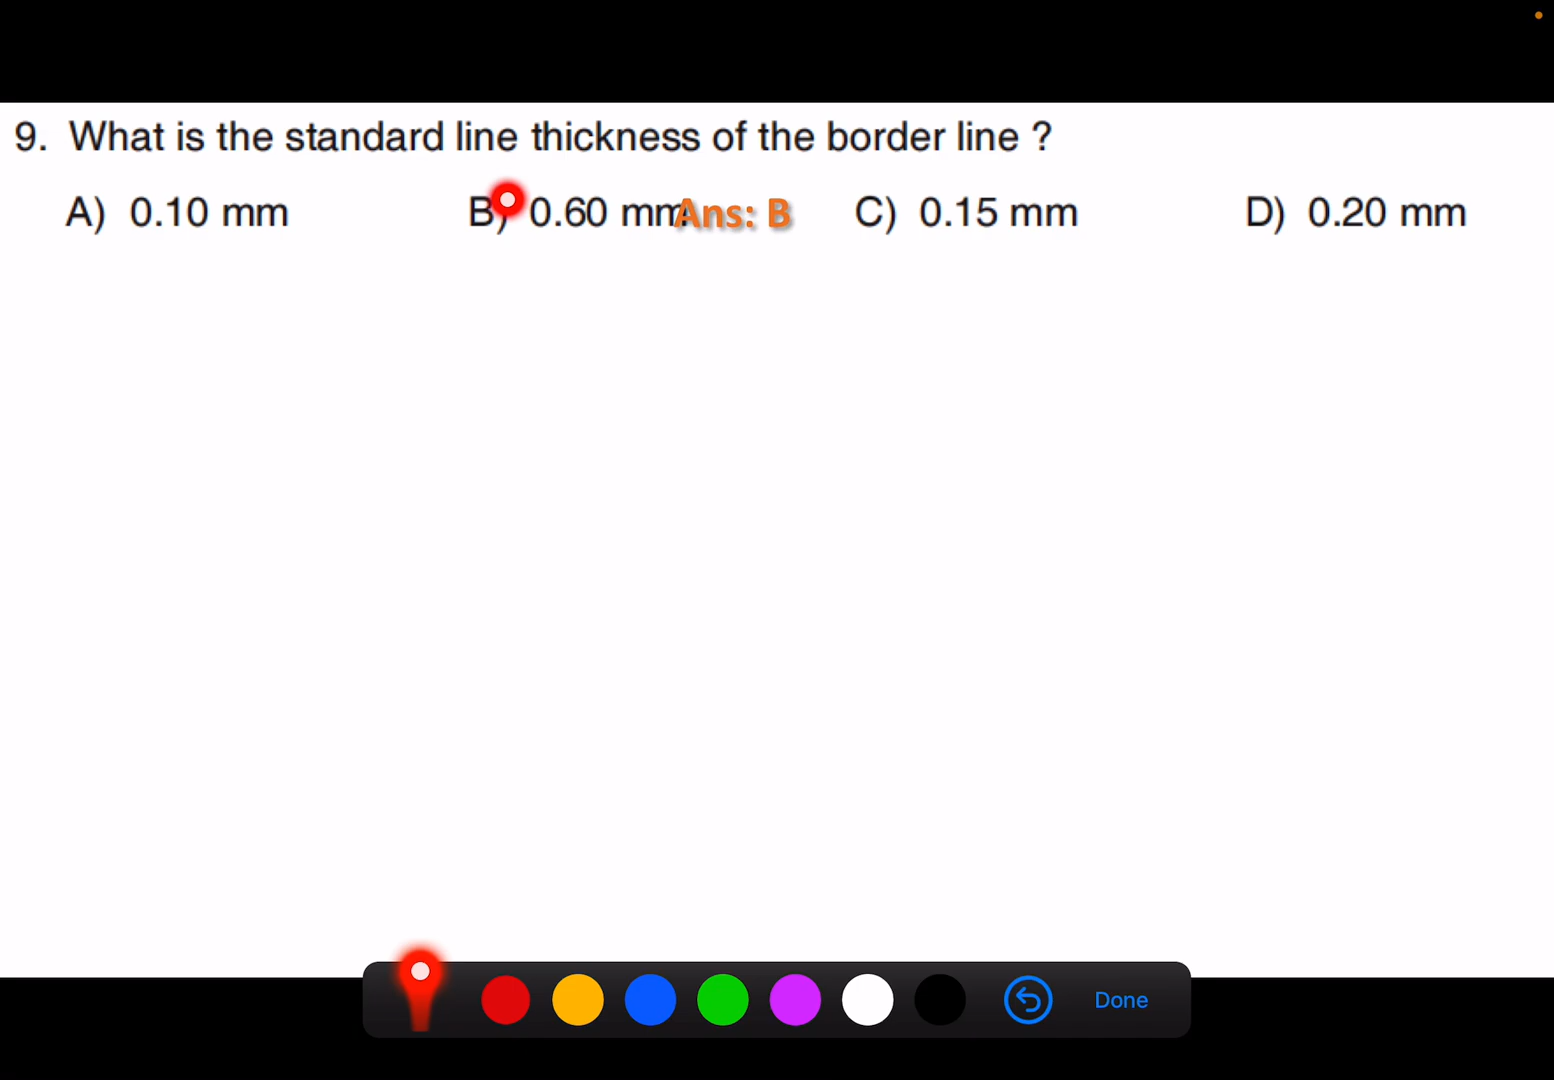 9. What is the standard line thickness of the border line ?
A) 0.10 mm B) 0.60 mm Ans: B C) 0.15 mm D) 0.20 mm
Done